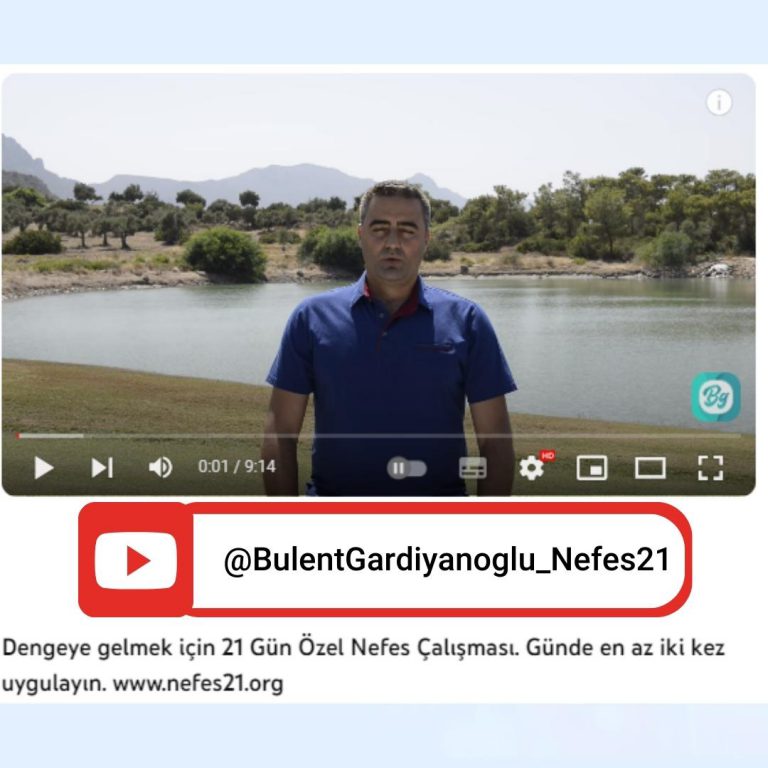 i
Bg
0:01 / 9:14
HD
@BulentGardiyanoglu_Nefes21
Dengeye gelmek için 21 Gün Özel Nefes Çalışması. Günde en az iki kez
uygulayın. www.nefes21.org